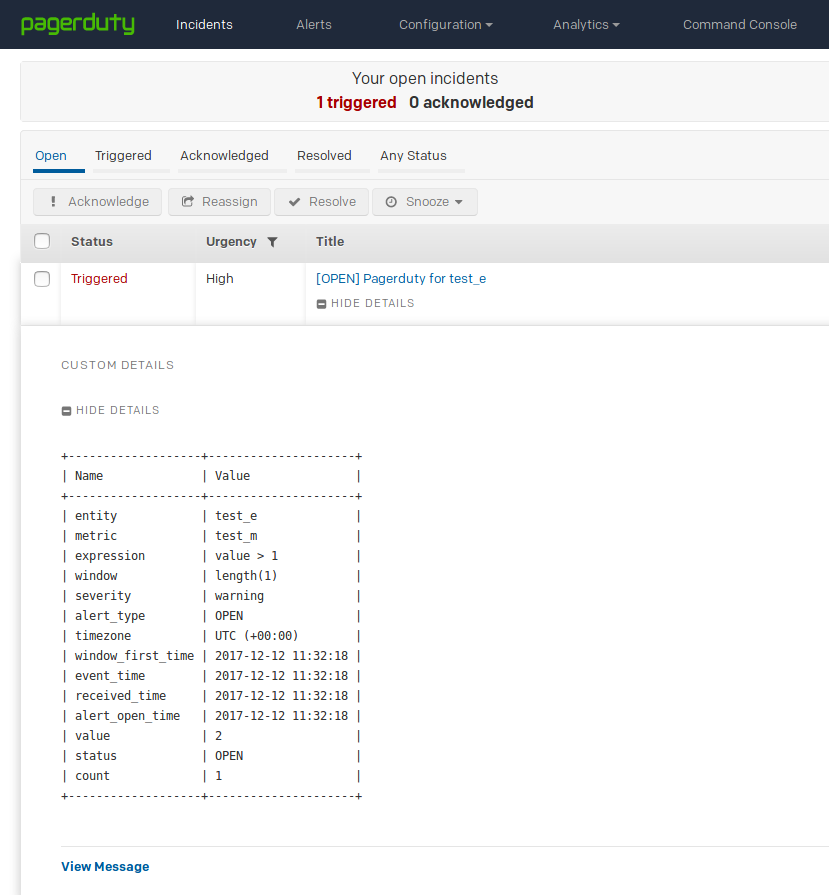 pagerduty Incidents Alerts Configuration Analytics Command Console
Your open incidents
1 triggered 0 acknowledged
Open Triggered Acknowledged Resolved Any Status
Acknowledge Reassign Resolve Snooze
Status Urgency Title
Triggered High [OPEN] Pagerduty for test_e
HIDE DETAILS
CUSTOM DETAILS
HIDE DETAILS
+-------------------+---------------------+
| Name              | Value               |
+-------------------+---------------------+
| entity            | test_e              |
| metric            | test_m              |
| expression        | value > 1           |
| window            | length(1)           |
| severity          | warning             |
| alert_type        | OPEN                |
| timezone          | UTC (+00:00)        |
| window_first_time | 2017-12-12 11:32:18 |
| event_time        | 2017-12-12 11:32:18 |
| received_time     | 2017-12-12 11:32:18 |
| alert_open_time   | 2017-12-12 11:32:18 |
| value             | 2                   |
| status            | OPEN                |
| count             | 1                   |
+-------------------+---------------------+
View Message